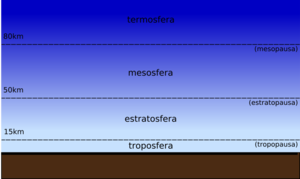 termosfera
80km
(mesopausa)
mesosfera
50km
(estratopausa)
estratosfera
15km
(tropopausa)
troposfera